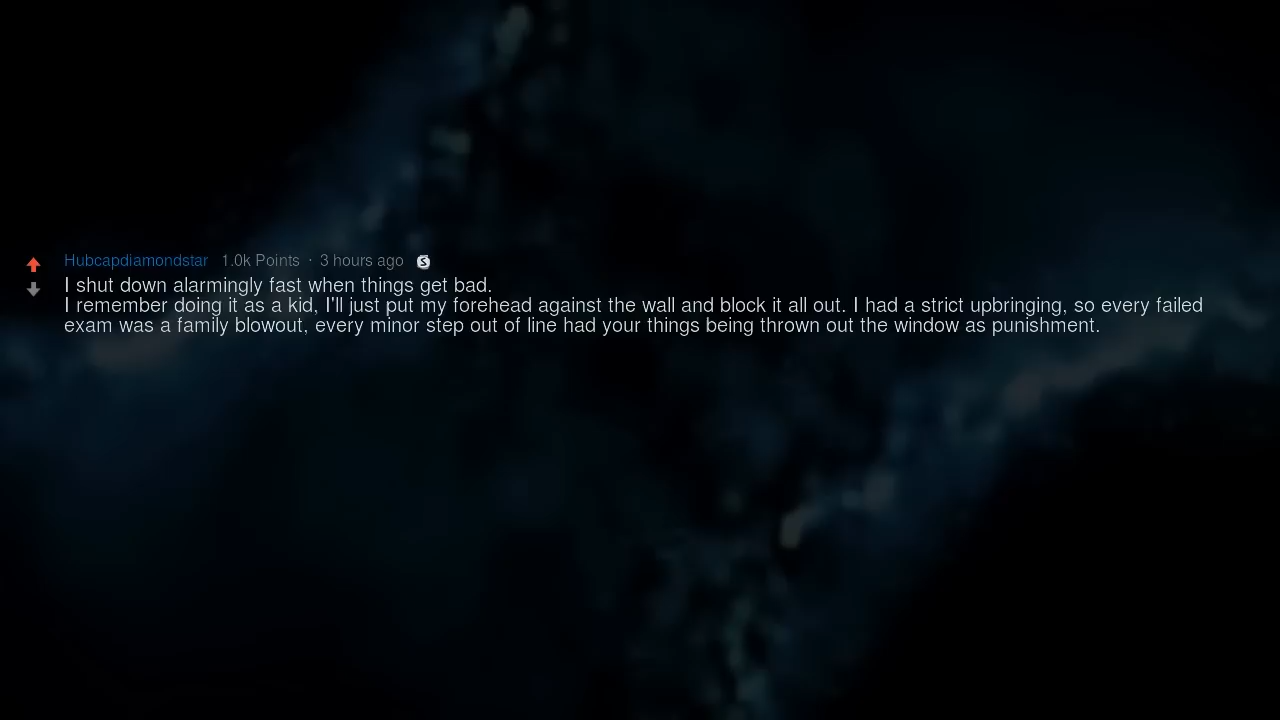 Hubcapdiamondstar 1.0k Points · 3 hours ago S
I shut down alarmingly fast when things get bad.
I remember doing it as a kid, I'll just put my forehead against the wall and block it all out. I had a strict upbringing, so every failed
exam was a family blowout, every minor step out of line had your things being thrown out the window as punishment.